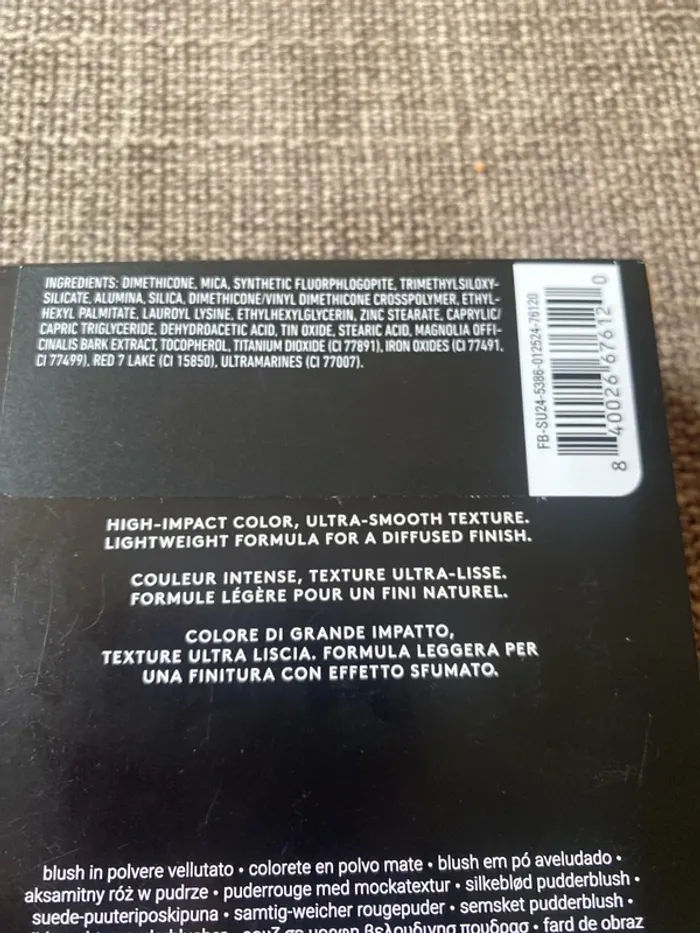 INGREDIENTS: DIMETHICONE, MICA, SYNTHETIC FLUORPHLOGOPITE, TRIMETHYLSILOXY-
SILICATE, ALUMINA, SILICA, DIMETHICONE/VINYL DIMETHICONE CROSSPOLYMER, ETHYL-
HEXYL PALMITATE, LAUROYL LYSINE, ETHYLHEXYLGLYCERIN, ZINC STEARATE, CAPRYLIC/
CAPRIC TRIGLYCERIDE, DEHYDROACETIC ACID, TIN OXIDE, STEARIC ACID, MAGNOLIA OFFI-
CINALIS BARK EXTRACT, TOCOPHEROL, TITANIUM DIOXIDE (CI 77891), IRON OXIDES (CI 77491,
CI 77499), RED 7 LAKE (CI 15850), ULTRAMARINES (CI 77007).
FB-SU24-5386-012524-76120
8 40026 67612 0
HIGH-IMPACT COLOR, ULTRA-SMOOTH TEXTURE.
LIGHTWEIGHT FORMULA FOR A DIFFUSED FINISH.
COULEUR INTENSE, TEXTURE ULTRA-LISSE.
FORMULE LÉGÈRE POUR UN FINI NATUREL.
COLORE DI GRANDE IMPATTO,
TEXTURE ULTRA LISCIA. FORMULA LEGGERA PER
UNA FINITURA CON EFFETTO SFUMATO.
blush in polvere vellutato • colorete en polvo mate • blush em pó aveludado •
aksamitny róż w pudrze • puderrouge med mockatextur • silkeblød pudderblush •
suede-puuteriposkipuna • samtig-weicher rougepuder • semsket pudderblush •
βελουδινησ πουδρασ • fard de obraz